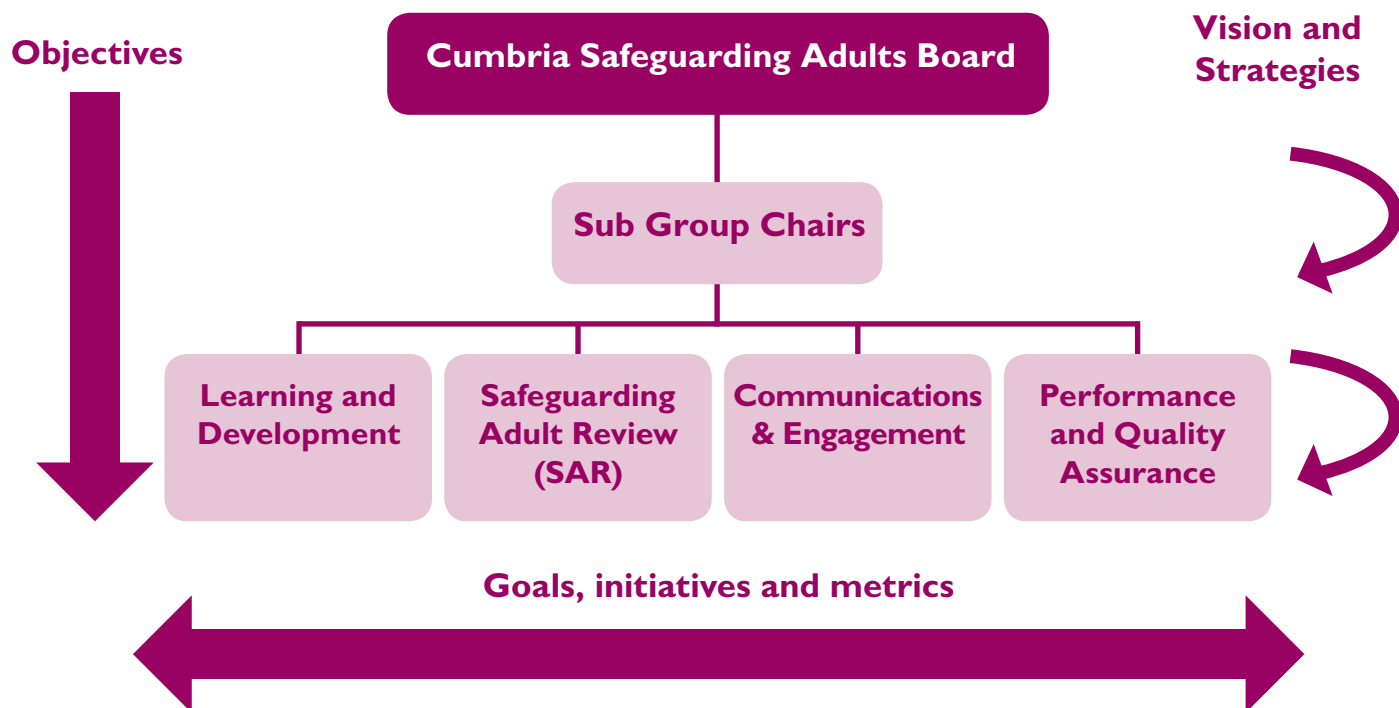 Objectives
Cumbria Safeguarding Adults Board
Vision and
Strategies
Sub Group Chairs
Learning and
Development
Safeguarding
Adult Review
(SAR)
Communications
& Engagement
Performance
and Quality
Assurance
Goals, initiatives and metrics